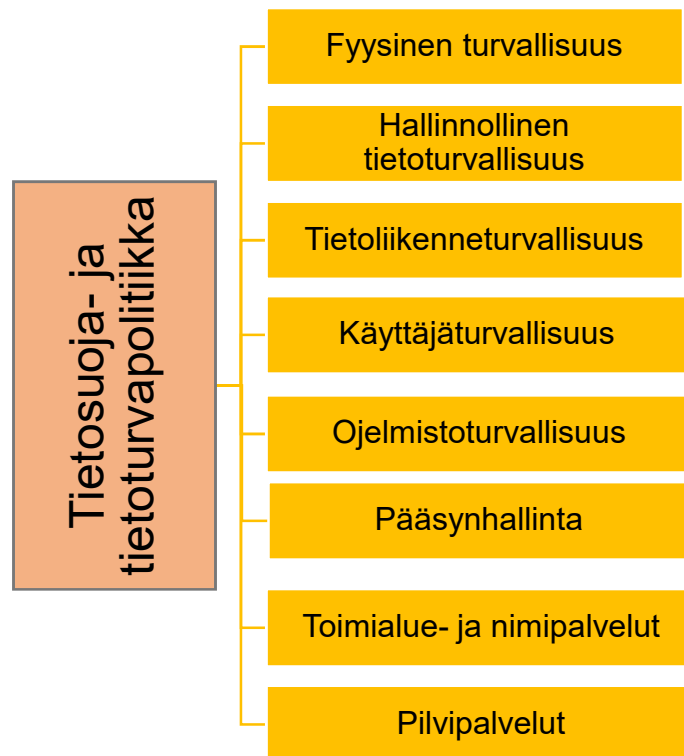 Tietosuoja- ja
tietoturvapolitiikka
Fyysinen turvallisuus
Hallinnollinen
tietoturvallisuus
Tietoliikenneturvallisuus
Käyttäjäturvallisuus
Ojelmistoturvallisuus
Pääsynhallinta
Toimialue- ja nimipalvelut
Pilvipalvelut